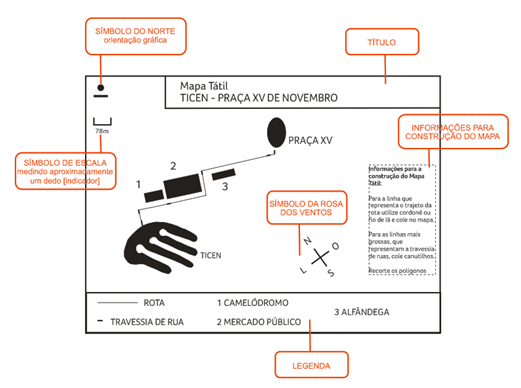 SÍMBOLO DO NORTE
orientação gráfica
TÍTULO
Mapa Tátil
TICEN - PRAÇA XV DE NOVEMBRO
78m
INFORMAÇÕES PARA
CONSTRUÇÃO DO MAPA
PRAÇA XV
SÍMBOLO DE ESCALA
medindo aproximacamente
um dedo [indicador]
1
2
3
Informações para a
construção do Mapa
Tátil:
Para a linha que
representa o trajeto da
rota utilize cordonê ou
fio de lã e cole no mapa.
Para as linhas mais
grossas, que
representam a travessia
de ruas, cole canutilhos.
Recorte os polígonos
SÍMBOLO DA ROSA
DOS VENTOS
N
O
L
S
TICEN
ROTA
1 CAMELÓDROMO
3 ALFÂNDEGA
TRAVESSIA DE RUA
2 MERCADO PÚBLICO
LEGENDA